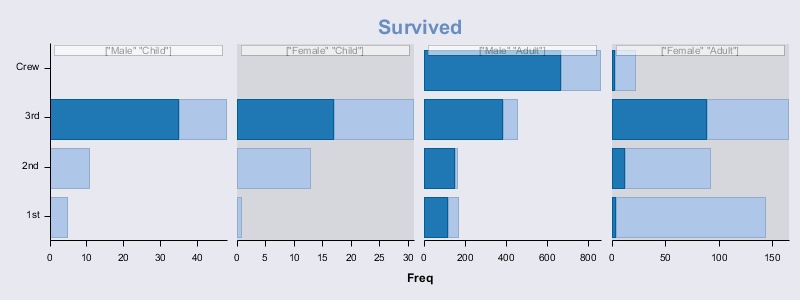 Survived
["Male" "Child"] ["Female" "Child"] ["Male" "Adult"] ["Female" "Adult"]
Crew
3rd
2nd
1st
0 10 20 30 40 0 5 10 15 20 25 30 0 200 400 600 800 0 50 100 150
Freq